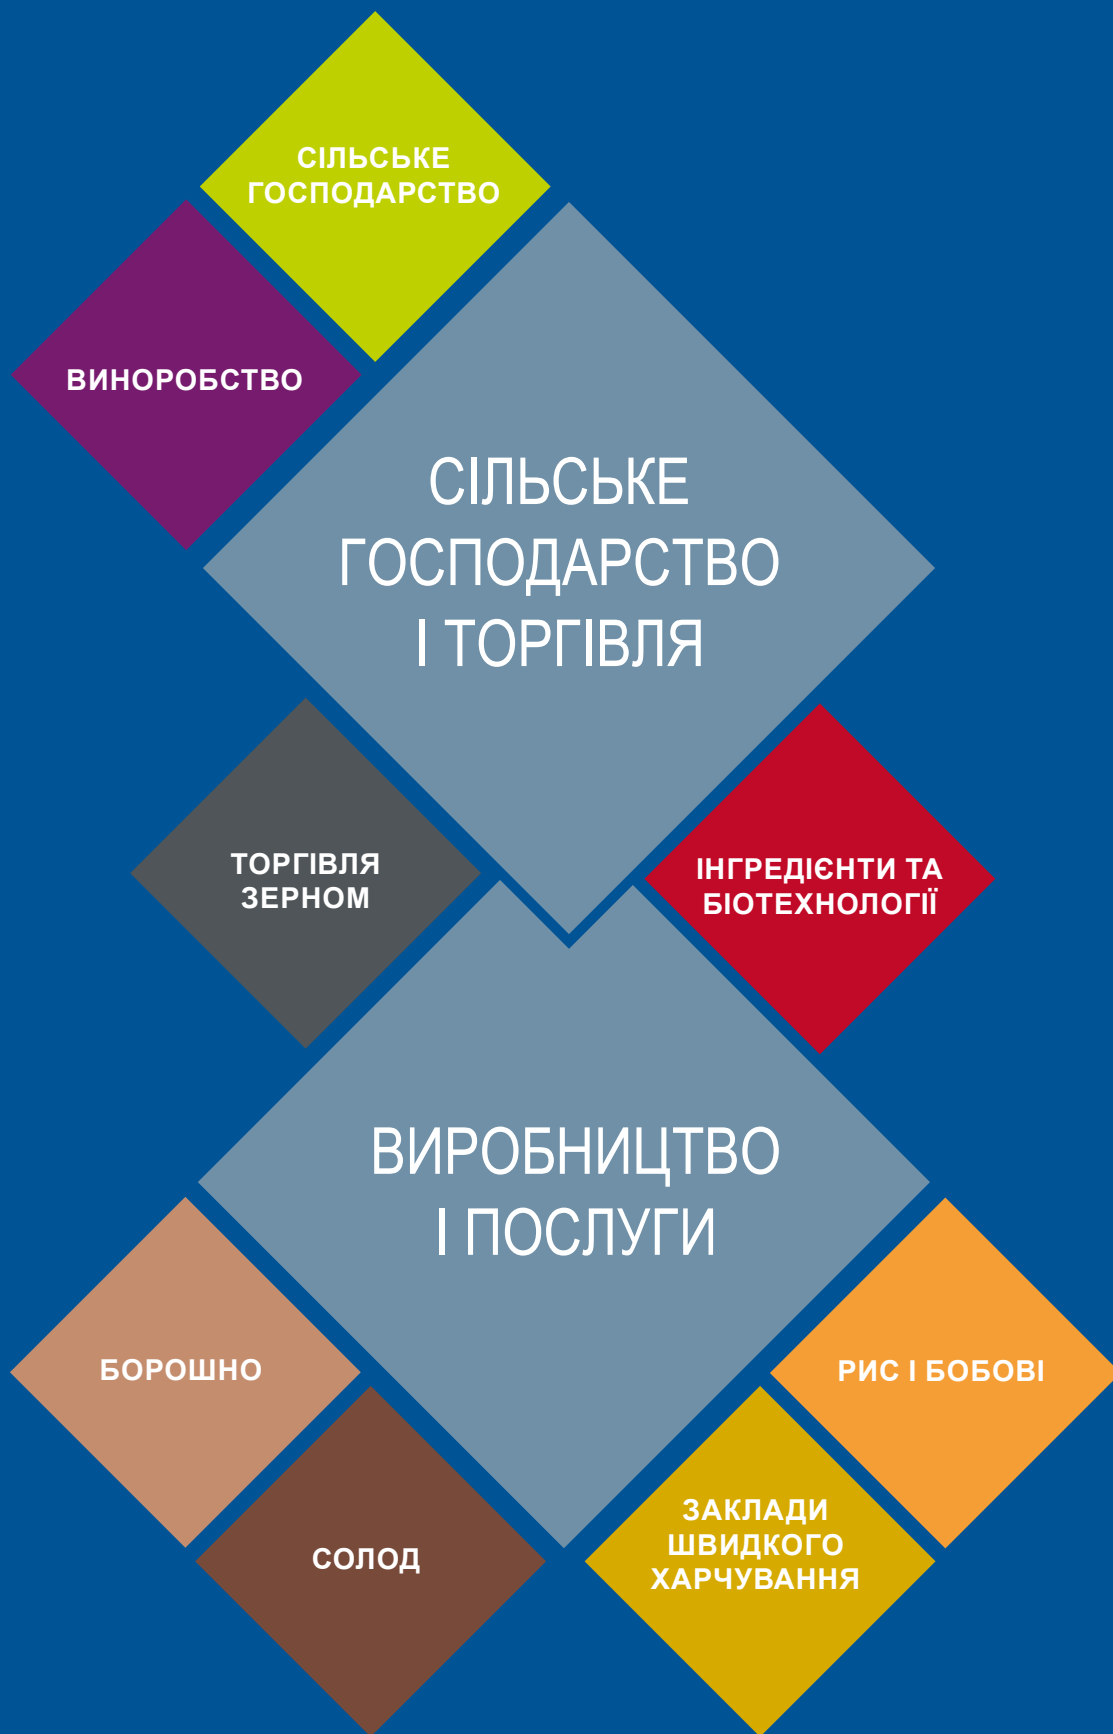 СІЛЬСЬКЕ
ГОСПОДАРСТВО
ВИНОРОБСТВО
СІЛЬСЬКЕ
ГОСПОДАРСТВО
І ТОРГІВЛЯ
ТОРГІВЛЯ
ЗЕРНОМ
ІНГРЕДІЄНТИ ТА
БІОТЕХНОЛОГІЇ
ВИРОБНИЦТВО
І ПОСЛУГИ
БОРОШНО
РИС І БОБОВІ
СОЛОД
ЗАКЛАДИ
ШВИДКОГО
ХАРЧУВАННЯ